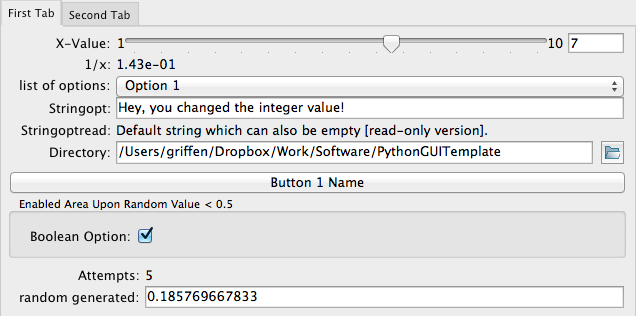 First Tab Second Tab
X-Value: 1 10 7
1/x: 1.43e-01
list of options: Option 1
Stringopt: Hey, you changed the integer value!
Stringoptread: Default string which can also be empty [read-only version].
Directory: /Users/griffen/Dropbox/Work/Software/PythonGUITemplate
Button 1 Name
Enabled Area Upon Random Value < 0.5
Boolean Option:
Attempts: 5
random generated: 0.185769667833